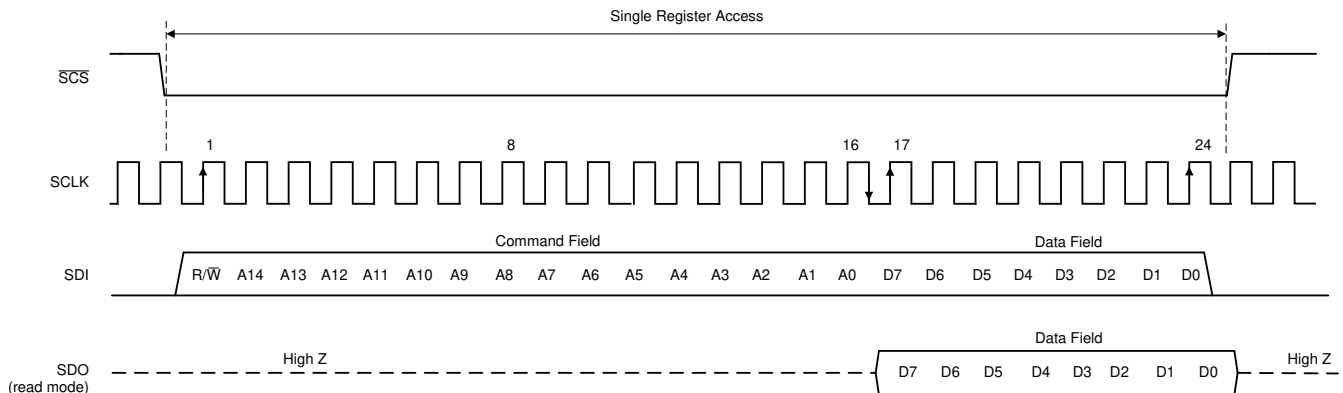 Single Register Access
S̅C̅S̅
1 8 16 17 24
SCLK
Command Field Data Field
SDI R/W̅ A14 A13 A12 A11 A10 A9 A8 A7 A6 A5 A4 A3 A2 A1 A0 D7 D6 D5 D4 D3 D2 D1 D0
Data Field
High Z High Z
SDO D7 D6 D5 D4 D3 D2 D1 D0
(read mode)